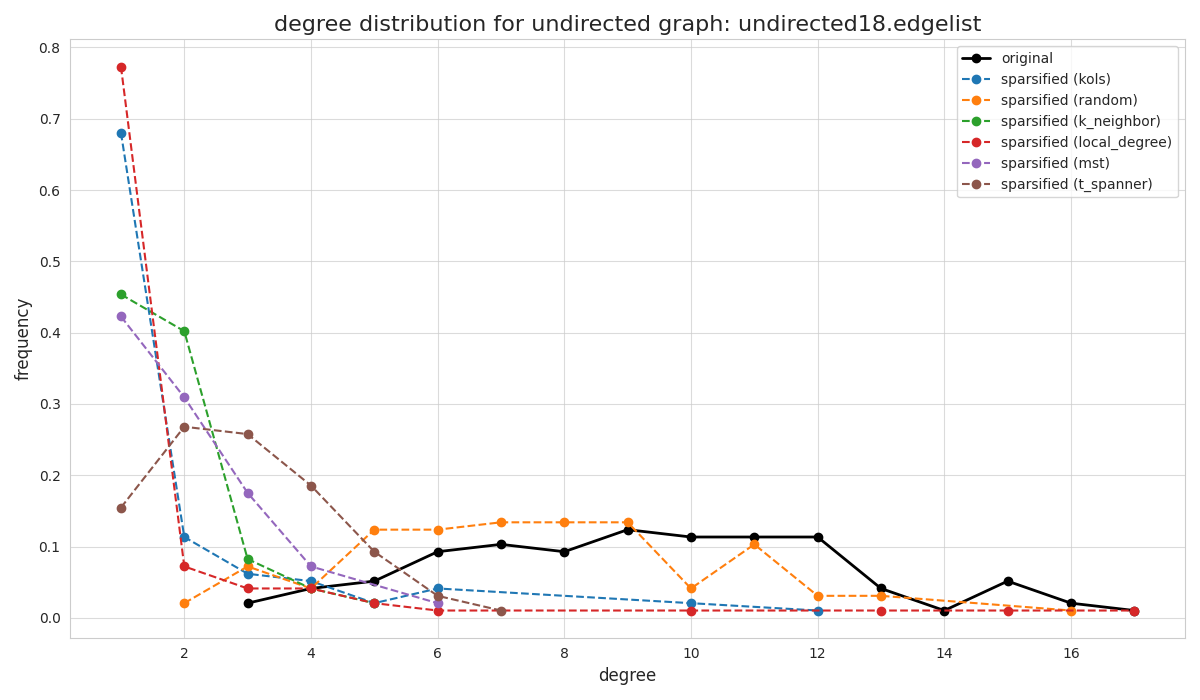 degree distribution for undirected graph: undirected18.edgelist
original
sparsified (kols)
sparsified (random)
sparsified (k_neighbor)
sparsified (local_degree)
sparsified (mst)
sparsified (t_spanner)
frequency
0.8
0.7
0.6
0.5
0.4
0.3
0.2
0.1
0.0
2 4 6 8 10 12 14 16
degree